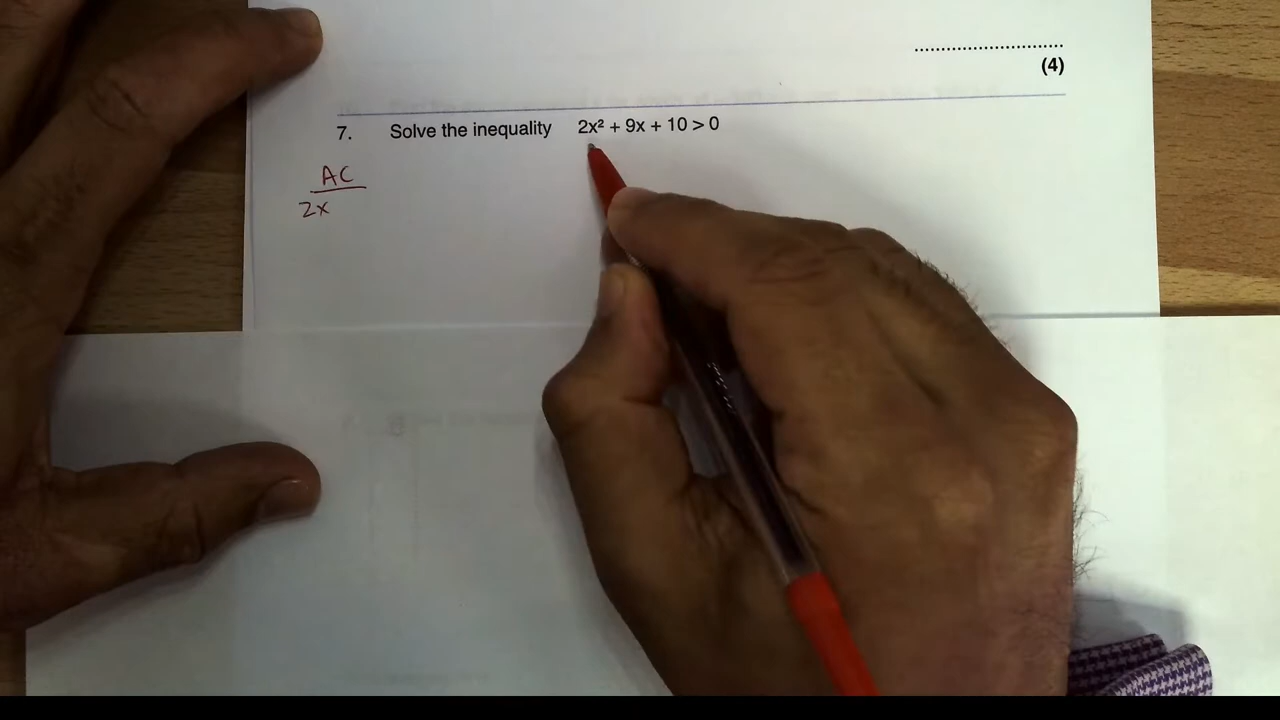 ..............................
(4)
7. Solve the inequality 2x² + 9x + 10 > 0
AC
2x